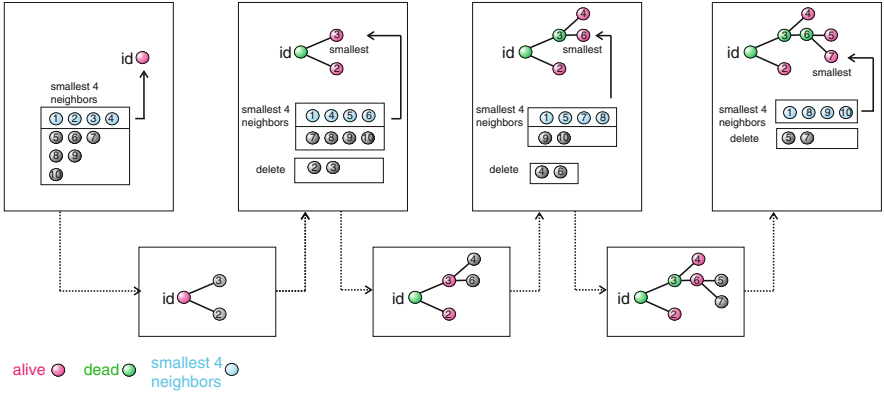 id
smallest 4
neighbors
1 2 3 4
5 6 7
8 9
10
3
id
smallest
2
smallest 4
neighbors
1 4 5 6
7 8 9 10
delete
2 3
4
3 6
id
smallest
2
smallest 4
neighbors
1 5 7 8
9 10
delete
4 6
4
3 6 5
id
7
2
smallest
smallest 4
neighbors
1 8 9 10
delete
5 7
3
id
2
4
3 6
id
2
4
3 6 5
id
7
2
alive
dead
smallest 4
neighbors